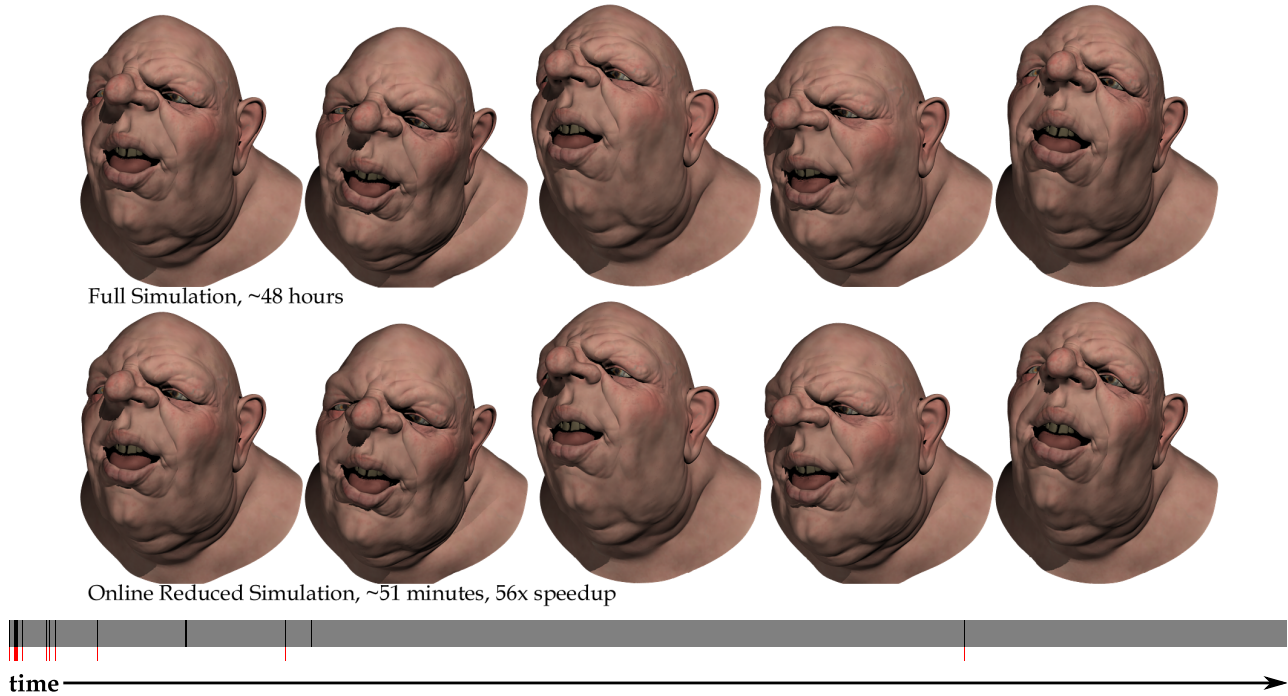 Full Simulation, ~48 hours
Online Reduced Simulation, ~51 minutes, 56x speedup
time